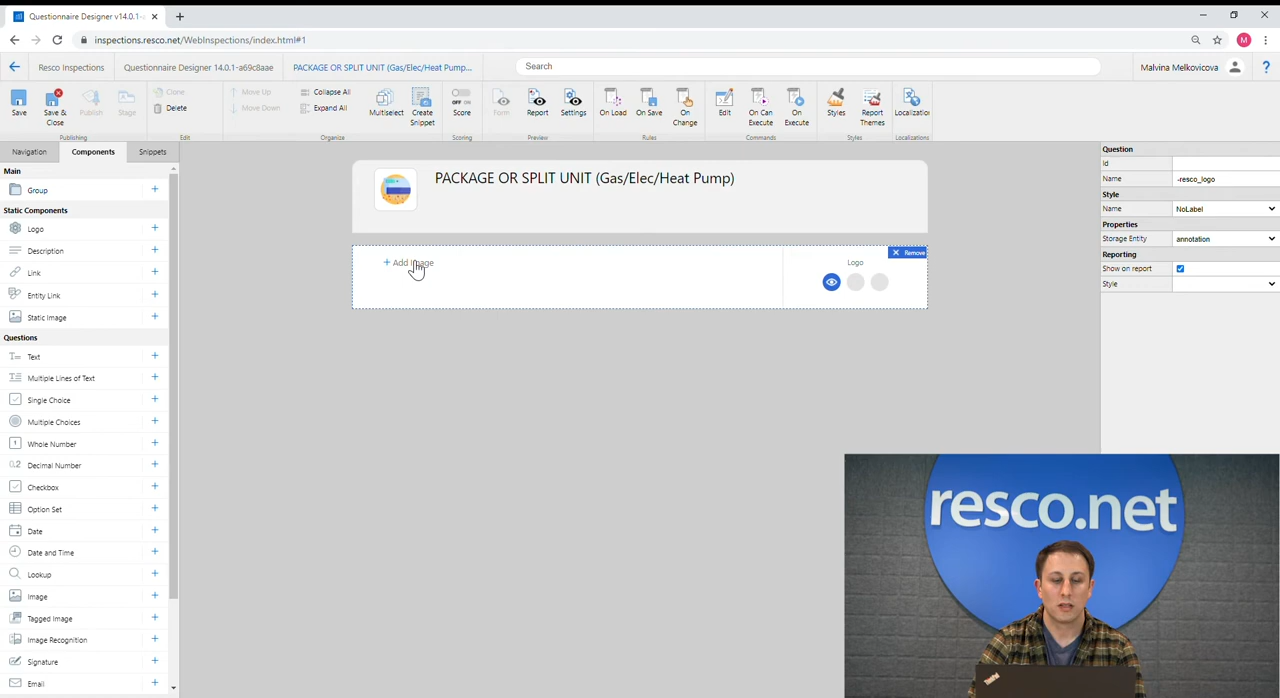 Questionnaire Designer v14.0.1-a
inspections.resco.net/WebInspections/index.html#1
M
Resco Inspections
Questionnaire Designer 14.0.1-a69c8aae
PACKAGE OR SPLIT UNIT (Gas/Elec/Heat Pump)...
Search
Malvina Melkovicova
?
Save
Save & Close
Publish
Stage
Publishing
Clone
Delete
Edit
Move Up
Move Down
Collapse All
Expand All
Multiselect
Create Snippet
Organize
OFF ON
Score
Scoring
Form
Report
Settings
Preview
On Load
On Save
On Change
Rules
Edit
On Can Execute
On Execute
Commands
Styles
Report Themes
Styles
Localization
Localizations
Navigation
Components
Snippets
Main
Group
Static Components
Logo
Description
Link
Entity Link
Static Image
Questions
Text
Multiple Lines of Text
Single Choice
Multiple Choices
Whole Number
Decimal Number
Checkbox
Option Set
Date
Date and Time
Lookup
Image
Tagged Image
Image Recognition
Signature
Email
PACKAGE OR SPLIT UNIT (Gas/Elec/Heat Pump)
+ Add Image
Logo
Remove
Question
Id
Name -resco_logo
Style
Name NoLabel
Properties
Storage Entity annotation
Reporting
Show on report
Style
resco.net
ThinkPad